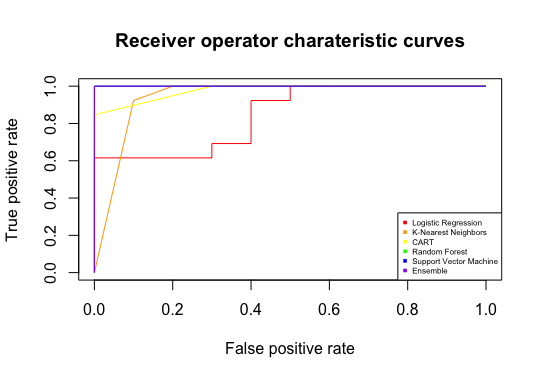 Receiver operator charateristic curves
True positive rate
1.0
0.8
0.6
0.4
0.2
0.0
Logistic Regression
K-Nearest Neighbors
CART
Random Forest
Support Vector Machine
Ensemble
0.0 0.2 0.4 0.6 0.8 1.0
False positive rate